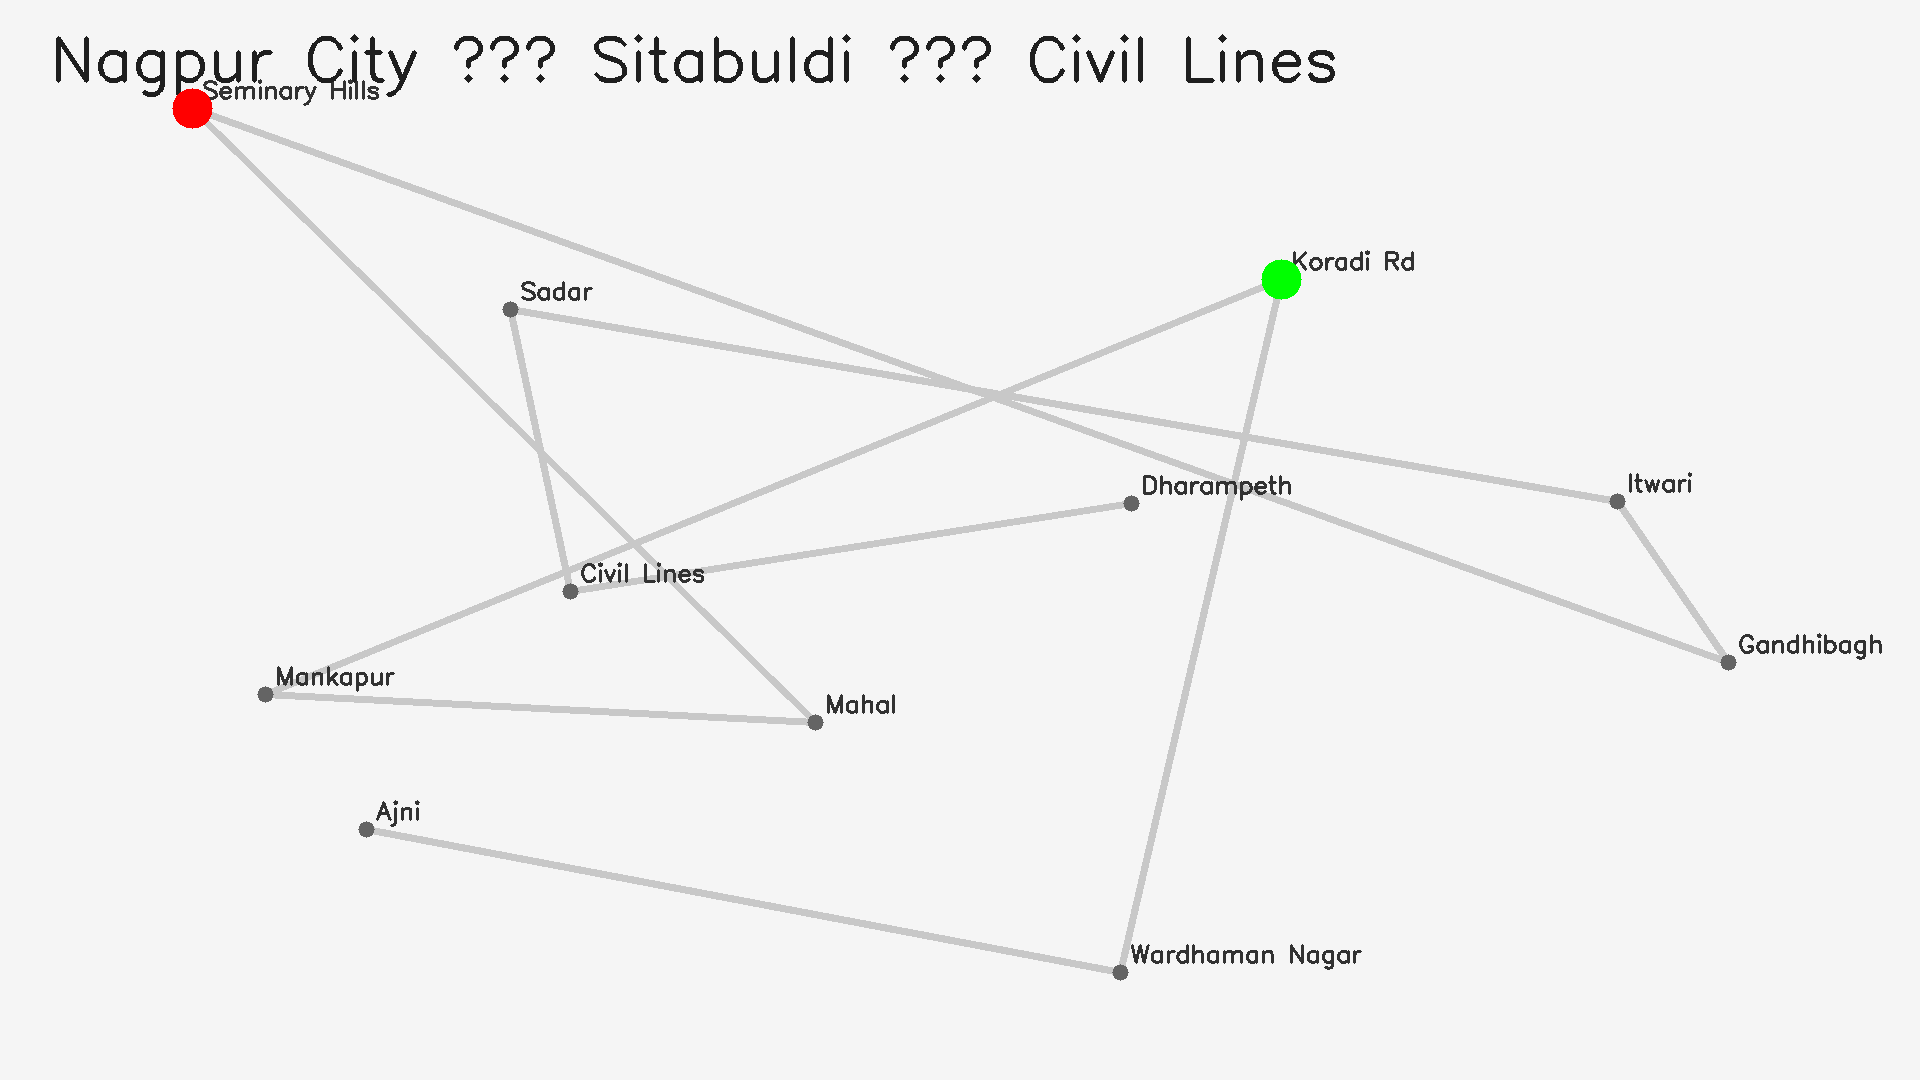 Nagpur City ??? Sitabuldi ??? Civil Lines
Seminary Hills
Koradi Rd
Sadar
Dharampeth
Itwari
Civil Lines
Gandhibagh
Mankapur
Mahal
Ajni
Wardhaman Nagar